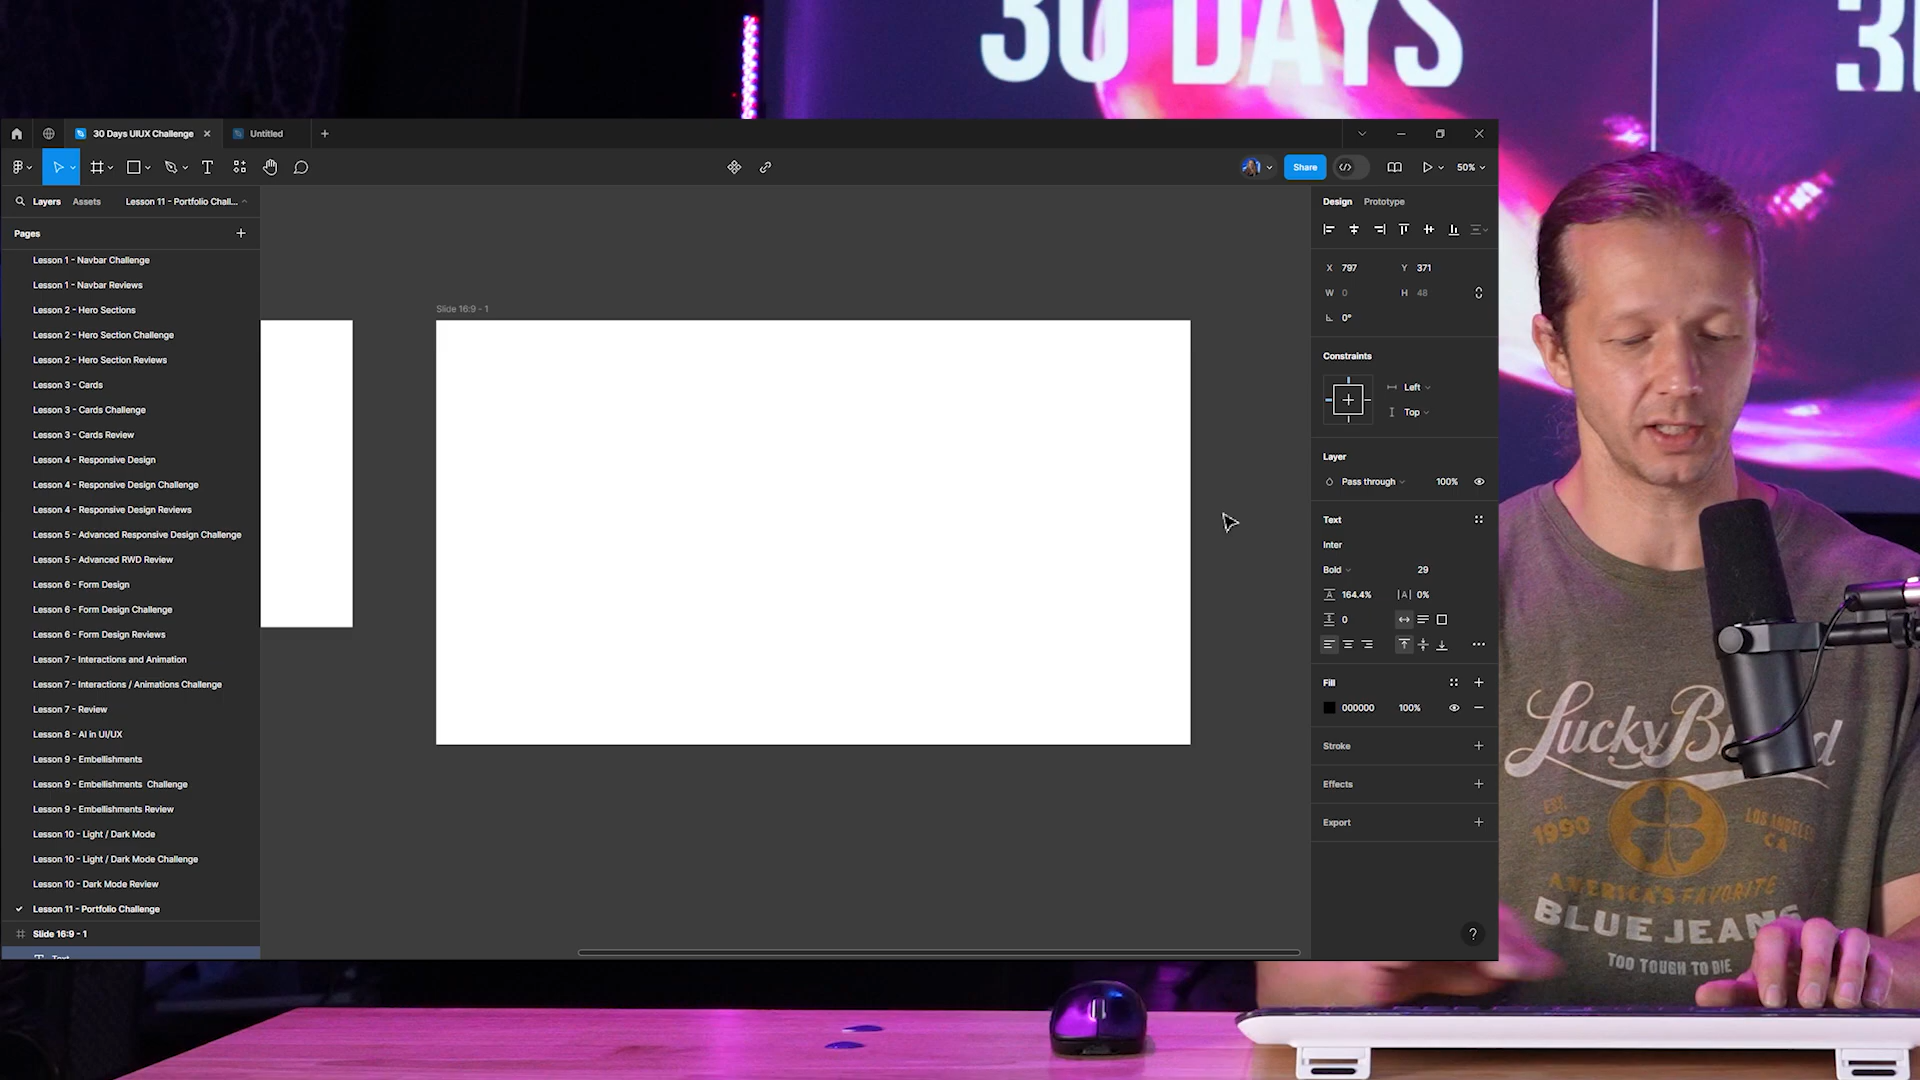 30 DAYS
30 Days UIUX Challenge
Untitled
Share
50%
Layers
Assets
Lesson 11 - Portfolio Chall...
Pages
Lesson 1 - Navbar Challenge
Lesson 1 - Navbar Reviews
Lesson 2 - Hero Sections
Lesson 2 - Hero Section Challenge
Lesson 2 - Hero Section Reviews
Lesson 3 - Cards
Lesson 3 - Cards Challenge
Lesson 3 - Cards Review
Lesson 4 - Responsive Design
Lesson 4 - Responsive Design Challenge
Lesson 4 - Responsive Design Reviews
Lesson 5 - Advanced Responsive Design Challenge
Lesson 5 - Advanced RWD Review
Lesson 6 - Form Design
Lesson 6 - Form Design Challenge
Lesson 6 - Form Design Reviews
Lesson 7 - Interactions and Animation
Lesson 7 - Interactions / Animations Challenge
Lesson 7 - Review
Lesson 8 - AI in UI/UX
Lesson 9 - Embellishments
Lesson 9 - Embellishments Challenge
Lesson 9 - Embellishments Review
Lesson 10 - Light / Dark Mode
Lesson 10 - Light / Dark Mode Challenge
Lesson 10 - Dark Mode Review
Lesson 11 - Portfolio Challenge
Slide 16:9 - 1
Slide 16:9 - 1
Design
Prototype
X 797
Y 371
W 0
H 48
0°
Constraints
Left
Top
Layer
Pass through
100%
Text
Inter
Bold
29
164.4%
0%
0
Fill
000000
100%
Stroke
Effects
Export
?
Lucky
EST.
1990
LOS ANGELES
CA
AMERICA'S FAVORITE
BLUE JEANS
TOO TOUGH TO DIE